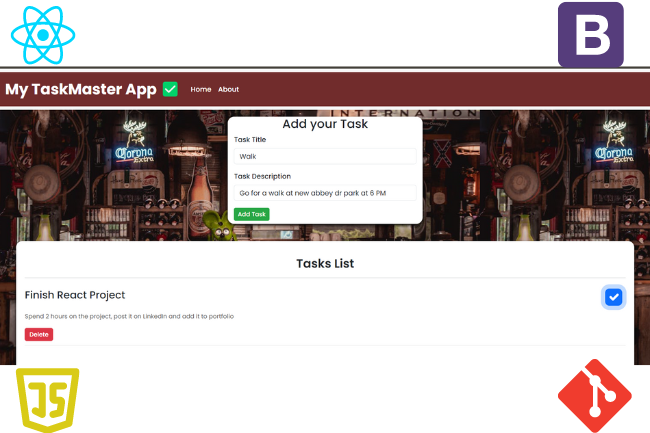 B
My TaskMaster App
Home About
INTERNATION
Add your Task
Task Title
Walk
Corona
Extra
Corona
Extra
Task Description
Go for a walk at new abbey dr park at 6 PM
Add Task
Tasks List
Finish React Project
Spend 2 hours on the project, post it on LinkedIn and add it to portfolio
Delete
JS